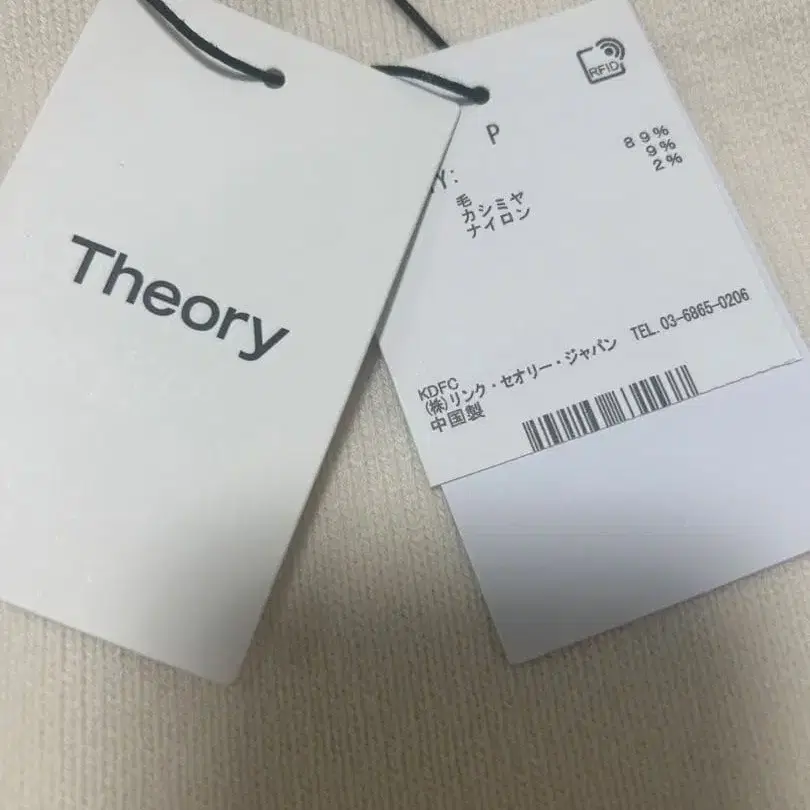 Theory
RFID
P
Y:
毛 89%
カシミヤ 9%
ナイロン 2%
KDFC
(株)リンク・セオリー・ジャパン TEL.03-6865-0206
中国製